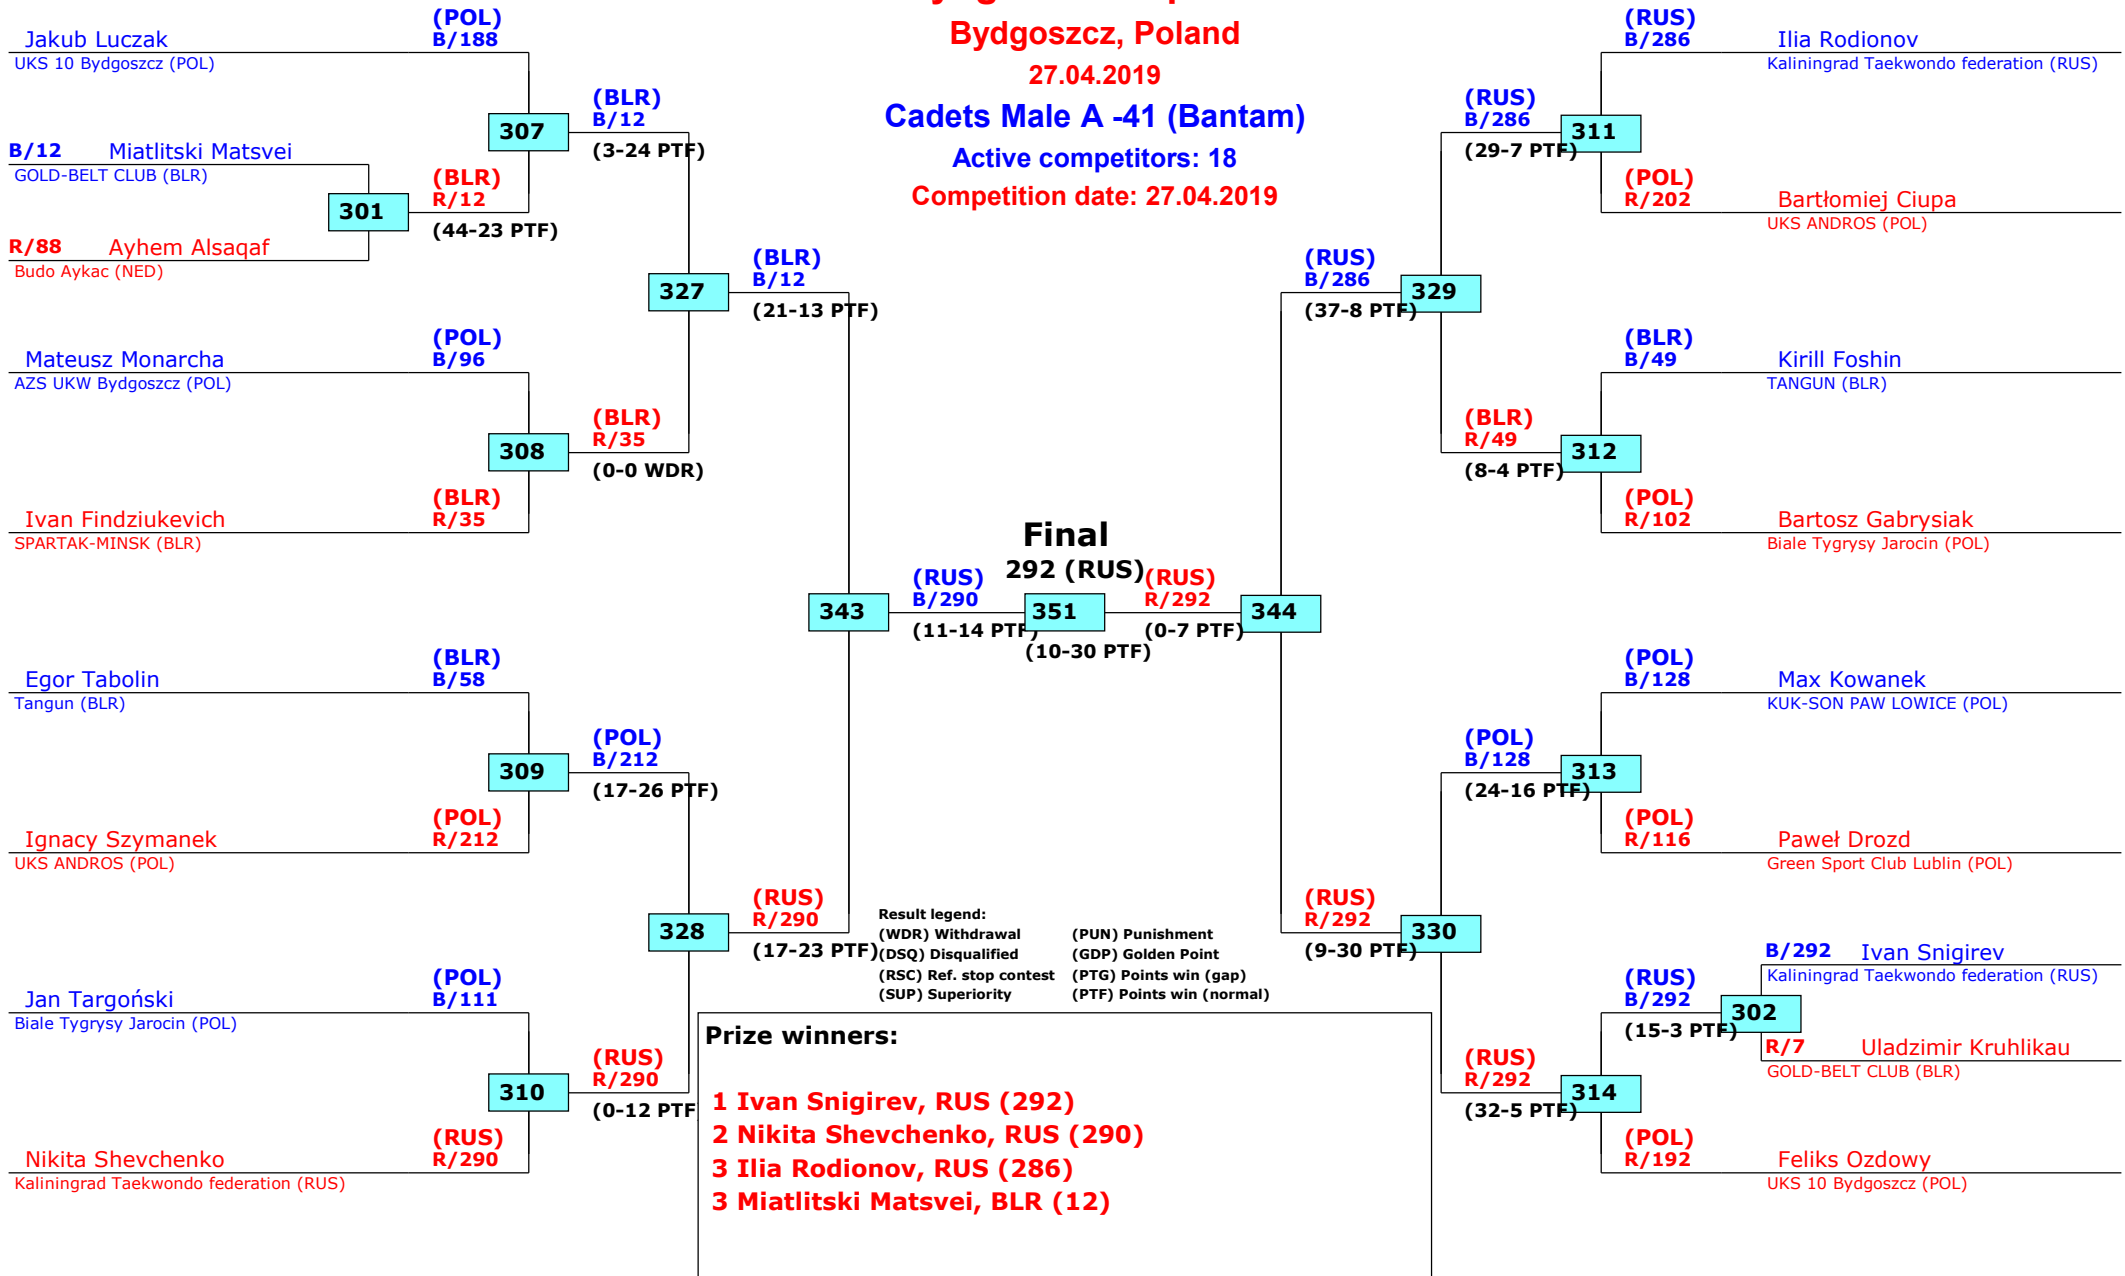 Bydgoszcz, Poland
27.04.2019
Cadets Male A -41 (Bantam)
Active competitors: 18
Competition date: 27.04.2019
(POL)
Jakub Luczak B/188
UKS 10 Bydgoszcz (POL)
307
(BLR)
B/12
(3-24 PTF)
B/12 Miatlitski Matsvei
GOLD-BELT CLUB (BLR)
301
(BLR)
R/12
(44-23 PTF)
R/88 Ayhem Alsaqaf
Budo Aykac (NED)
327
(BLR)
B/12
(21-13 PTF)
(POL)
Mateusz Monarcha B/96
AZS UKW Bydgoszcz (POL)
308
(BLR)
R/35
(0-0 WDR)
(BLR)
Ivan Findziukevich R/35
SPARTAK-MINSK (BLR)
343
(RUS)
B/290
(11-14 PTF)
(BLR)
Egor Tabolin B/58
Tangun (BLR)
309
(POL)
B/212
(17-26 PTF)
(POL)
Ignacy Szymanek R/212
UKS ANDROS (POL)
328
(RUS)
R/290
(17-23 PTF)
(POL)
Jan Targoński B/111
Biale Tygrysy Jarocin (POL)
310
(RUS)
R/290
(0-12 PTF
(RUS)
Nikita Shevchenko R/290
Kaliningrad Taekwondo federation (RUS)
Final
292 (RUS)
351
(10-30 PTF)
(RUS)
R/292
(0-7 PTF)
344
(RUS)
B/286 Ilia Rodionov
Kaliningrad Taekwondo federation (RUS)
(RUS)
B/286
(29-7 PTF)
311
(POL)
R/202 Bartłomiej Ciupa
UKS ANDROS (POL)
(RUS)
B/286
(37-8 PTF)
329
(BLR)
B/49 Kirill Foshin
TANGUN (BLR)
(BLR)
R/49
(8-4 PTF)
312
(POL)
R/102 Bartosz Gabrysiak
Biale Tygrysy Jarocin (POL)
(POL)
B/128 Max Kowanek
KUK-SON PAW LOWICE (POL)
(POL)
B/128
(24-16 PTF)
313
(POL)
R/116 Paweł Drozd
Green Sport Club Lublin (POL)
(RUS)
R/292
(9-30 PTF)
330
B/292 Ivan Snigirev
Kaliningrad Taekwondo federation (RUS)
(RUS)
B/292
(15-3 PTF)
302
R/7 Uladzimir Kruhlikau
GOLD-BELT CLUB (BLR)
(RUS)
R/292
(32-5 PTF)
314
(POL)
R/192 Feliks Ozdowy
UKS 10 Bydgoszcz (POL)
Result legend:
(WDR) Withdrawal (PUN) Punishment
(DSQ) Disqualified (GDP) Golden Point
(RSC) Ref. stop contest (PTG) Points win (gap)
(SUP) Superiority (PTF) Points win (normal)
Prize winners:
1 Ivan Snigirev, RUS (292)
2 Nikita Shevchenko, RUS (290)
3 Ilia Rodionov, RUS (286)
3 Miatlitski Matsvei, BLR (12)